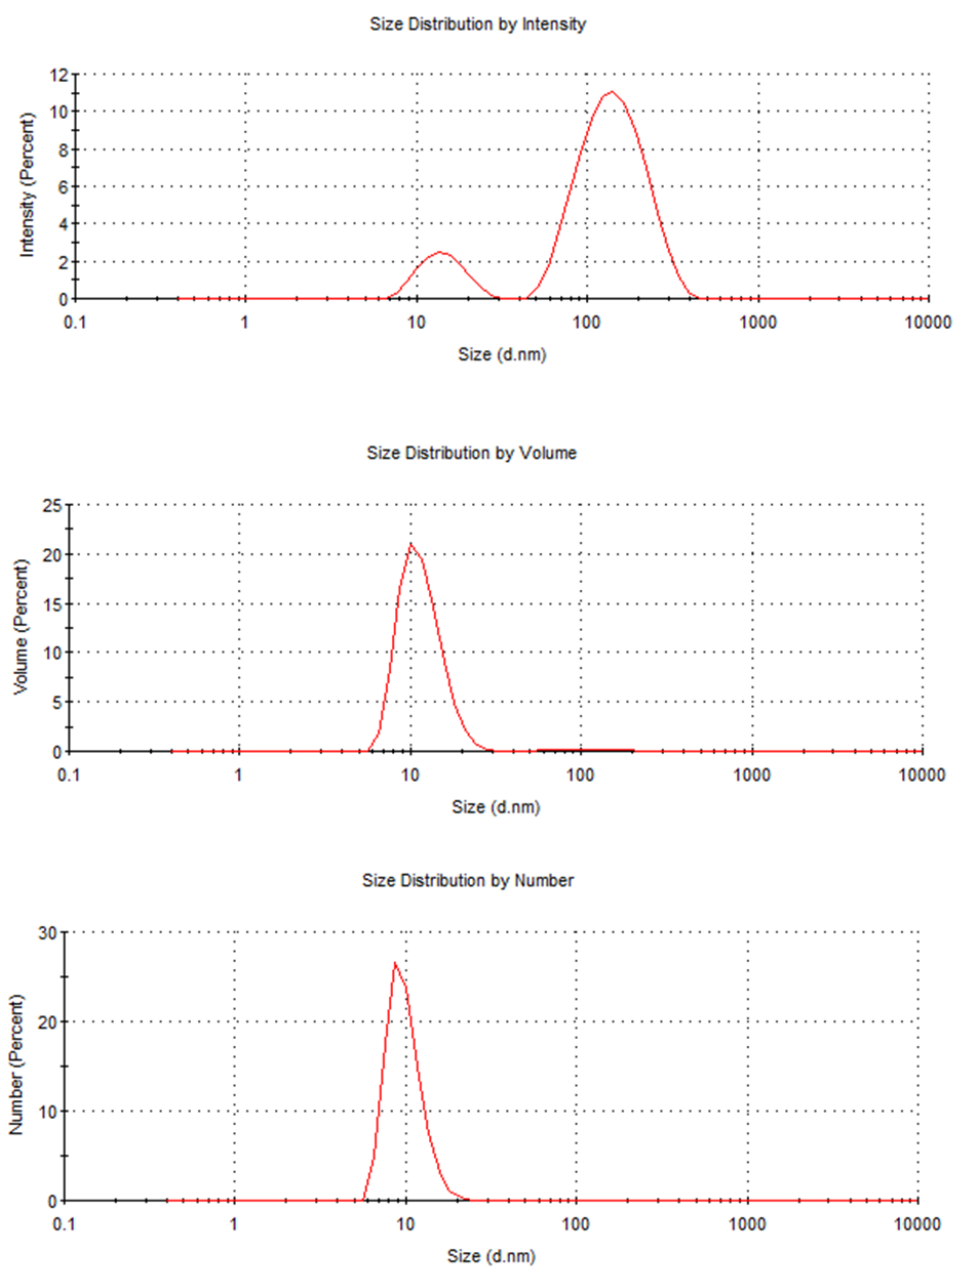 Size Distribution by Intensity
12
10
8
6
4
2
0
Intensity (Percent)
0.1 1 10 100 1000 10000
Size (d.nm)
Size Distribution by Volume
25
20
15
10
5
0
Volume (Percent)
0.1 1 10 100 1000 10000
Size (d.nm)
Size Distribution by Number
30
20
10
0
Number (Percent)
0.1 1 10 100 1000 10000
Size (d.nm)